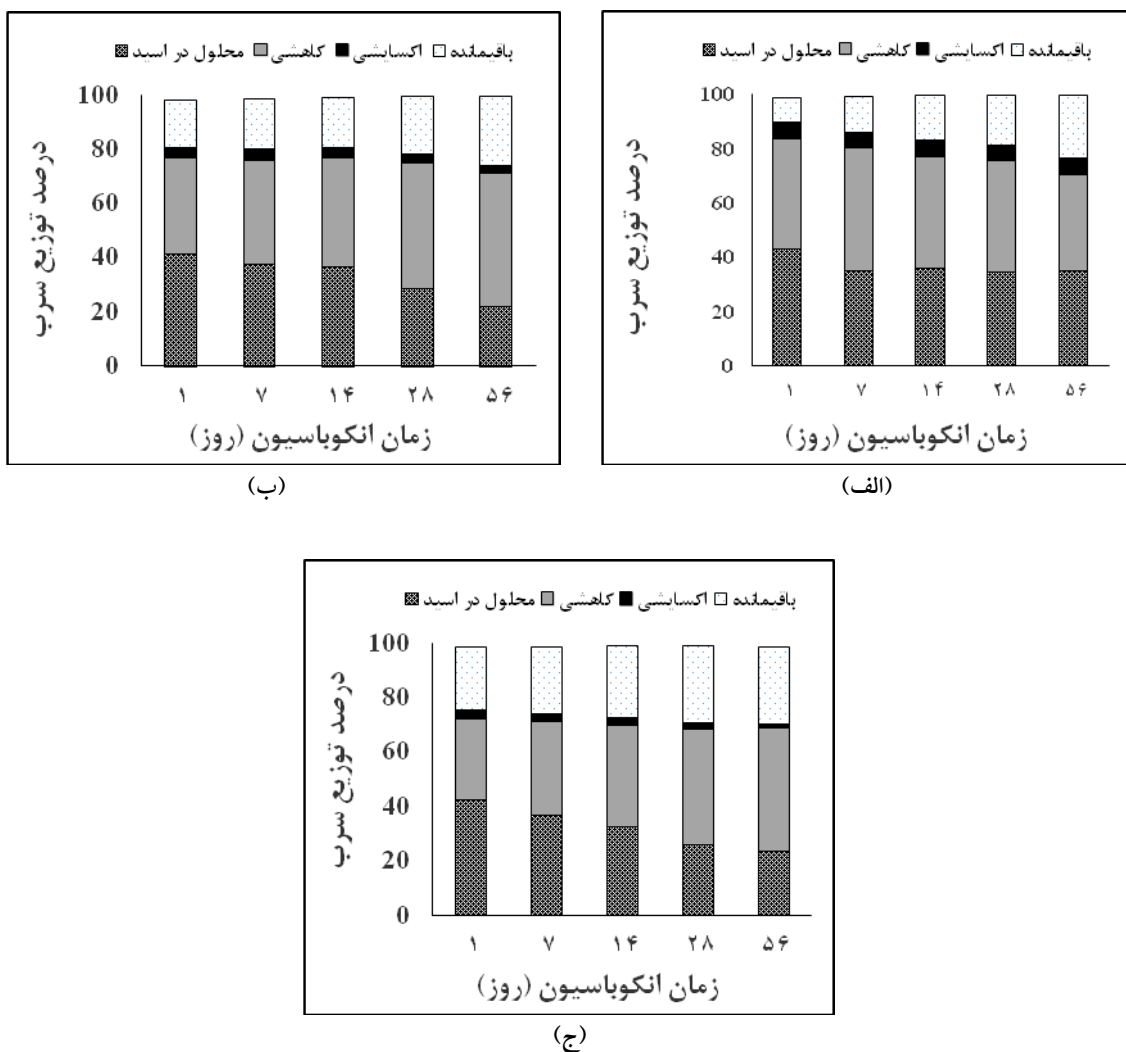 باقیمانده اکسایشی کاهشی محلول در اسید
درصد توزیع سرب
100
80
60
40
20
0
۱ ۷ ۱۴ ۲۸ ۵۶
زمان انکوباسیون (روز)
(الف)
باقیمانده اکسایشی کاهشی محلول در اسید
درصد توزیع سرب
100
80
60
40
20
0
۱ ۷ ۱۴ ۲۸ ۵۶
زمان انکوباسیون (روز)
(ب)
باقیمانده اکسایشی کاهشی محلول در اسید
درصد توزیع سرب
100
80
60
40
20
0
۱ ۷ ۱۴ ۲۸ ۵۶
زمان انکوباسیون (روز)
(ج)